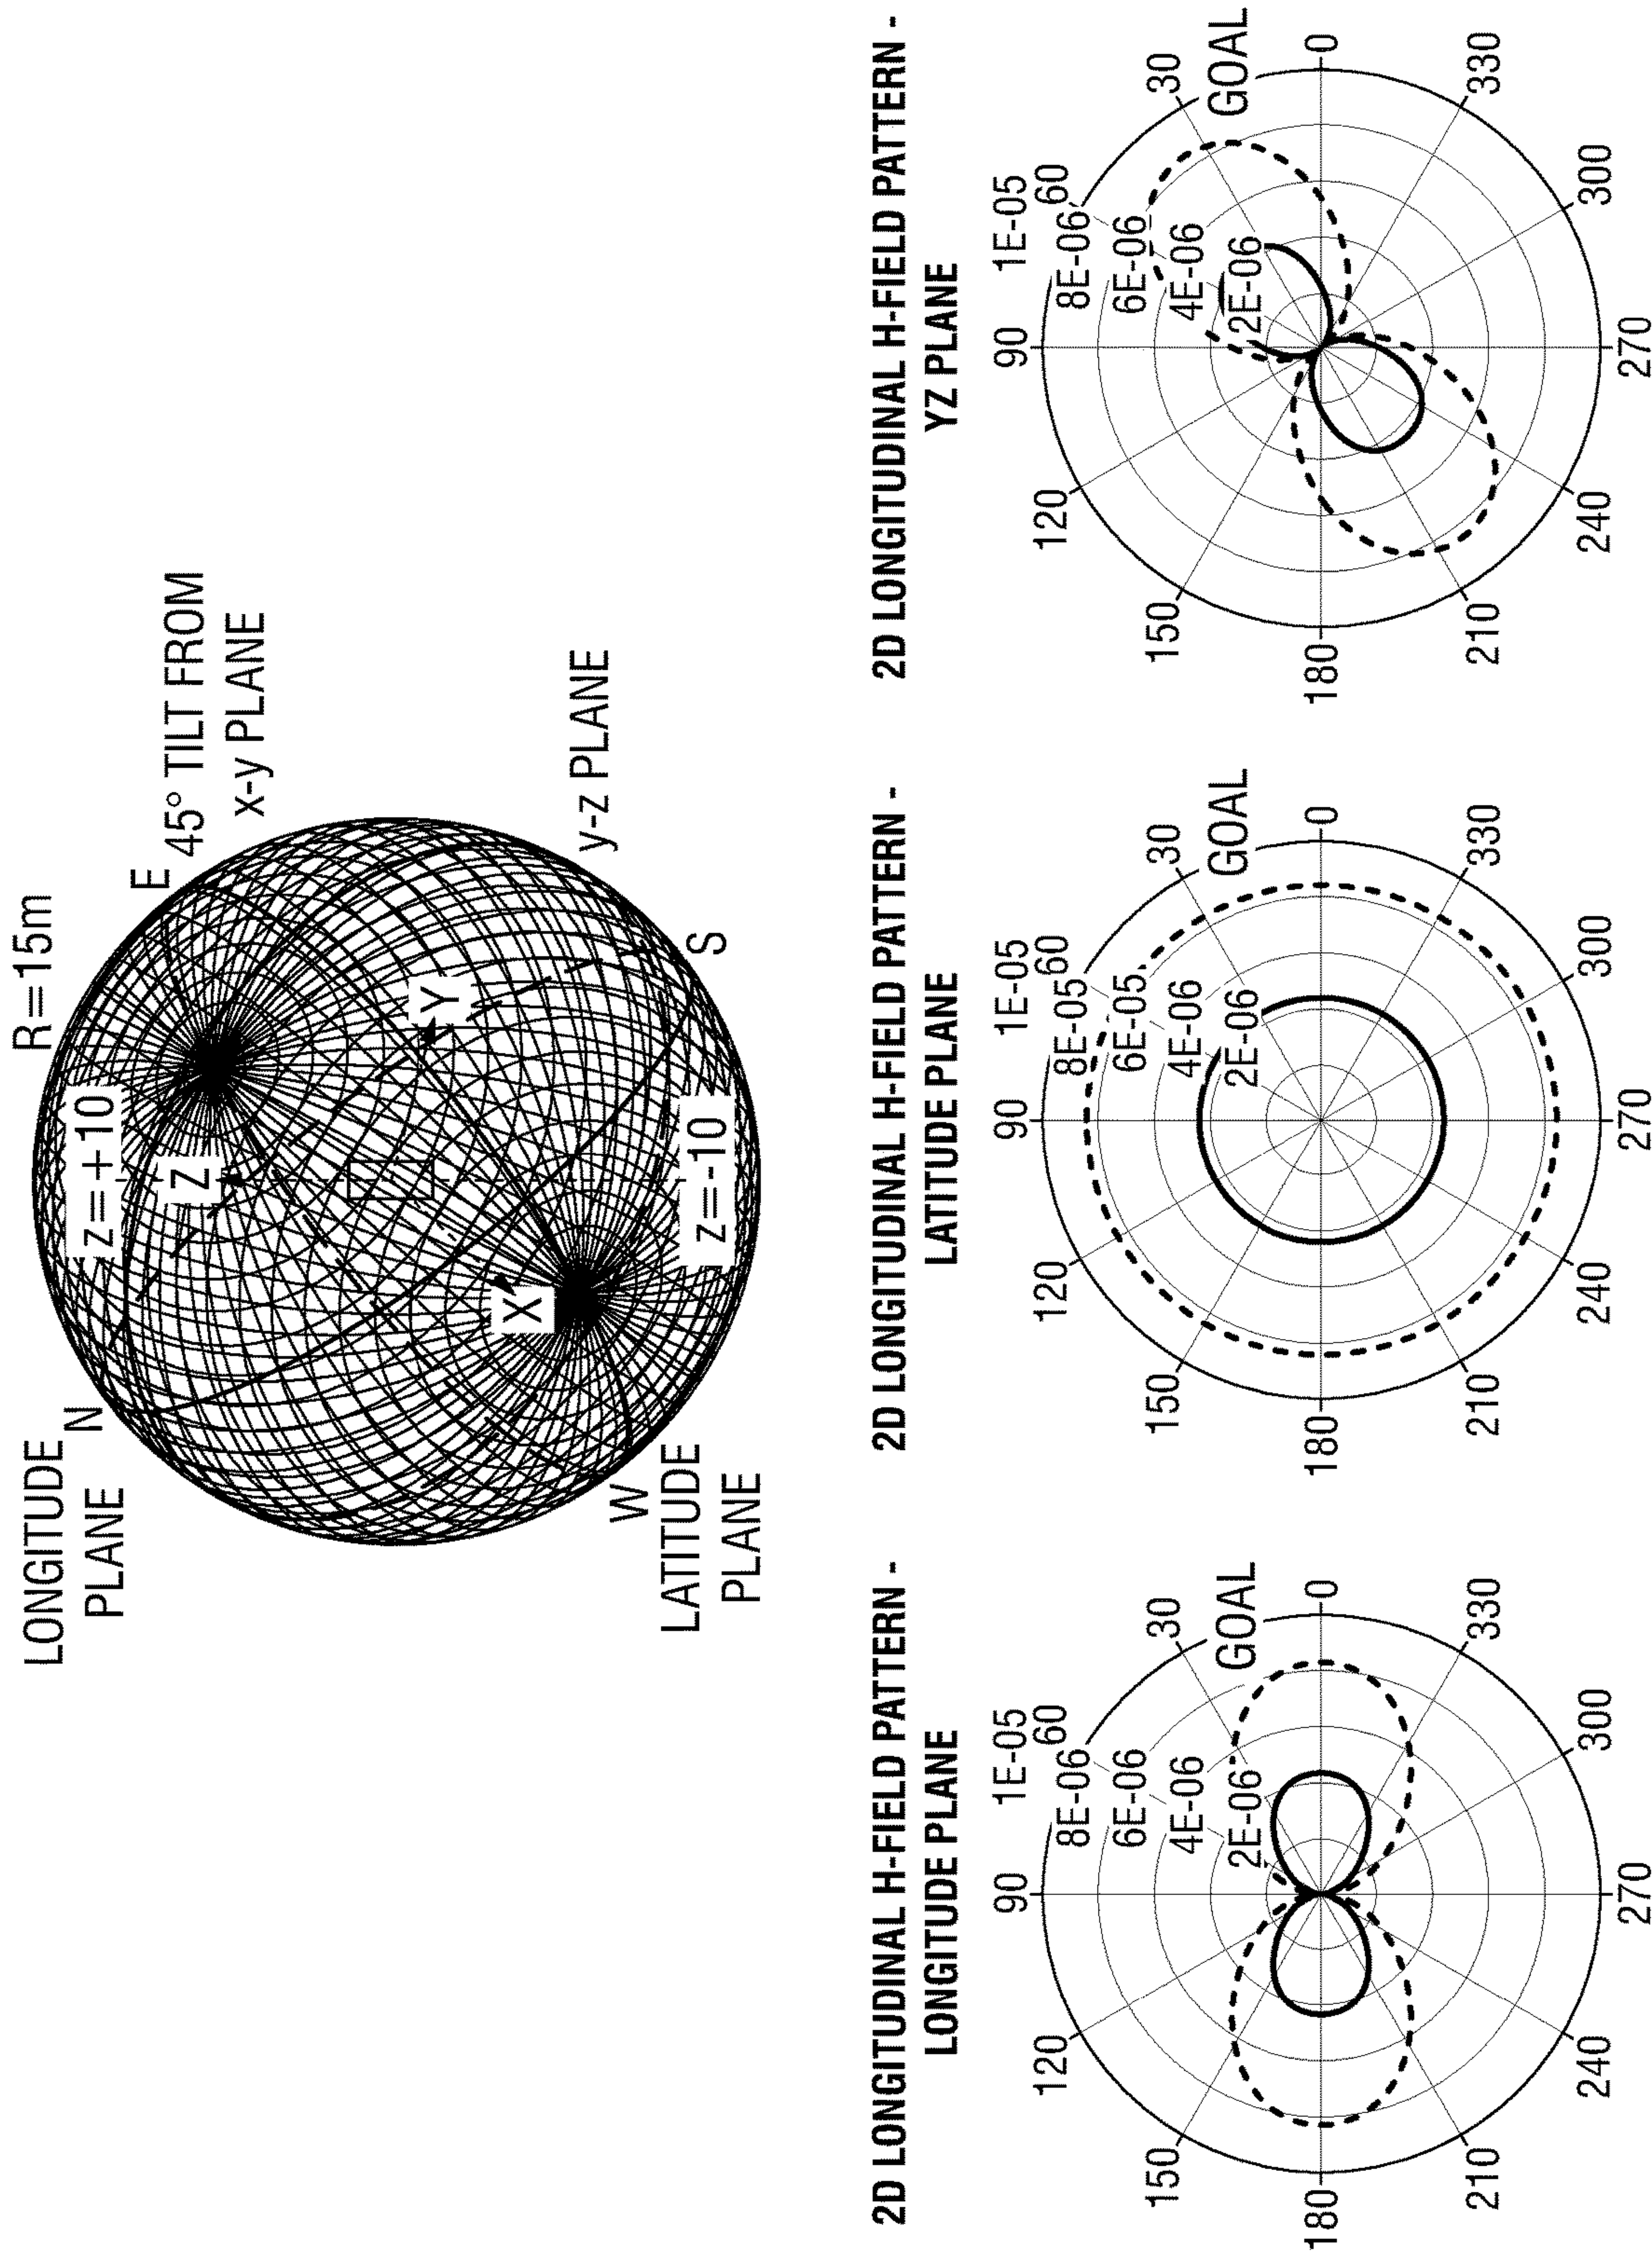 R=15m
LONGITUDE
PLANE
N
z=+10
E
45° TILT FROM
x-y PLANE
Z
Y
X
y-z PLANE
W
S
z=-10
LATITUDE
PLANE
2D LONGITUDINAL H-FIELD PATTERN -
LONGITUDE PLANE
90
1E-05
120
60
8E-06
6E-06
150
4E-06
30
2E-06
GOAL
180
0
210
330
240
300
270
2D LONGITUDINAL H-FIELD PATTERN -
LATITUDE PLANE
90
1E-05
120
60
8E-05
6E-05
150
4E-06
30
2E-06
GOAL
180
0
210
330
240
300
270
2D LONGITUDINAL H-FIELD PATTERN -
YZ PLANE
90
1E-05
120
60
8E-06
6E-06
150
4E-06
30
2E-06
GOAL
180
0
210
330
240
300
270